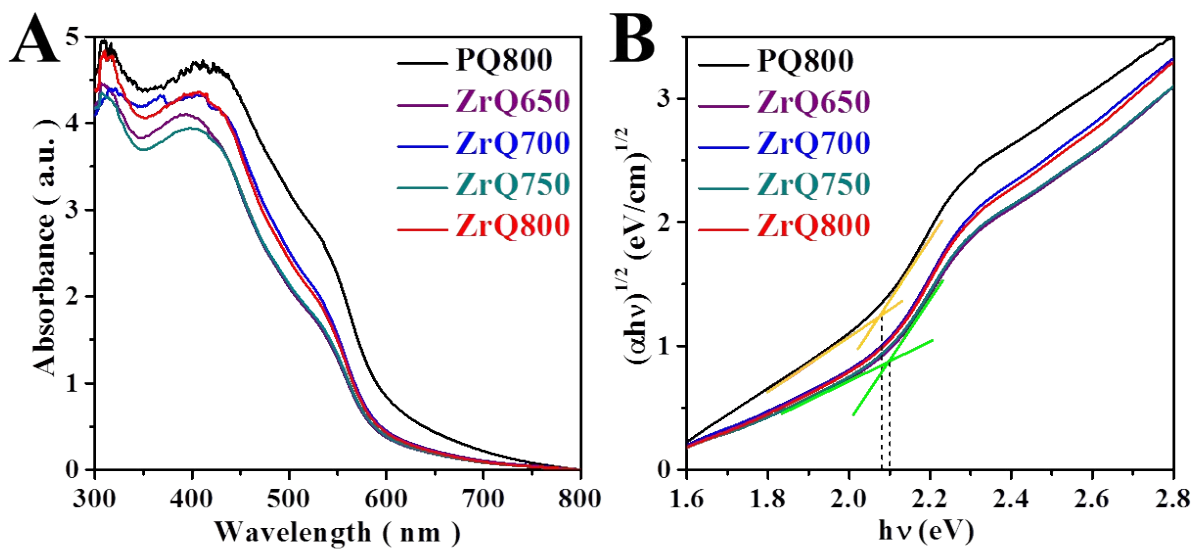 A
5
4
3
2
1
0
Absorbance ( a.u. )
300 400 500 600 700 800
Wavelength ( nm )
PQ800
ZrQ650
ZrQ700
ZrQ750
ZrQ800
B
3
2
1
0
(αhν)1/2 (eV/cm)1/2
1.6 1.8 2.0 2.2 2.4 2.6 2.8
hν (eV)
PQ800
ZrQ650
ZrQ700
ZrQ750
ZrQ800